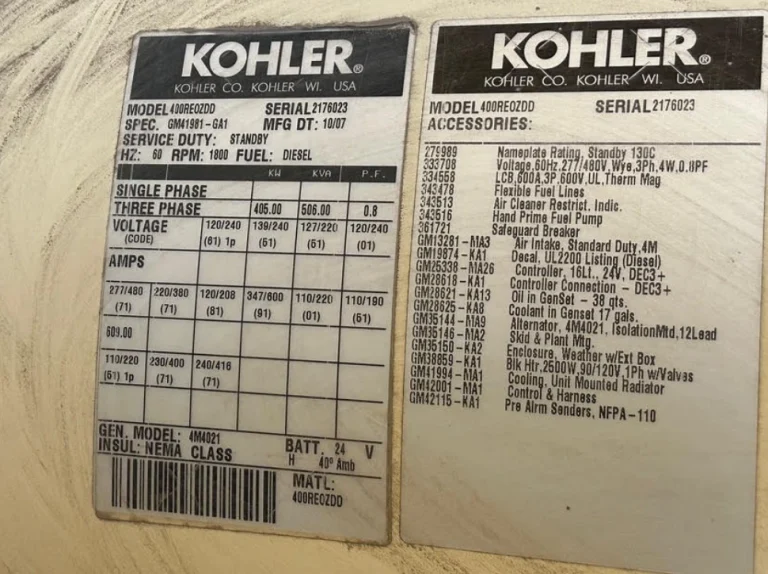 KOHLER®
KOHLER CO. KOHLER WI. USA
MODEL 400REOZDD SERIAL 2176023
SPEC. GM41981-GA1 MFG DT: 10/07
SERVICE DUTY: STANDBY
HZ: 60 RPM: 1800 FUEL: DIESEL
KW KVA P.F.
SINGLE PHASE
THREE PHASE 405.00 506.00 0.8
VOLTAGE 120/240 139/240 127/220 120/240
(CODE) (61) 1p (51) (61) (01)
AMPS
277/480 220/380 120/208 347/600 110/220 110/190
(71) (71) (81) (91) (01) (61)
609.00
110/220 230/400 240/416
(61) 1p (71) (71)
GEN. MODEL: 4M4021 BATT. 24 V
INSUL: NEMA CLASS H 40° Amb
MATL:
400REOZDD
KOHLER®
KOHLER CO. KOHLER WI. USA
MODEL 400REOZDD SERIAL 2176023
ACCESSORIES:
279989 Nameplate Rating, Standby 130C
333708 Voltage,60Hz,277/480V,Wye,3Ph,4W,0.8PF
334558 LCB,600A,3P,600V,UL,Therm Mag
343478 Flexible Fuel Lines
343513 Air Cleaner Restrict, Indic.
343516 Hand Prime Fuel Pump
361721 Safeguard Breaker
GM13281-MA3 Air Intake, Standard Duty,4M
GM19874-KA1 Decal, UL2200 Listing (Diesel)
GM25338-MA26 Controller, 16Lt., 24V, DEC3+
GM28618-KA1 Controller Connection - DEC3+
GM28621-KA13 Oil in GenSet - 38 qts.
GM28625-KA8 Coolant in Genset 17 gals.
GM35144-MA9 Alternator, 4M4021, IsolationMtd,12Lead
GM35146-MA2 Skid & Plant Mtg.
GM35150-KA2 Enclosure, Weather w/Ext Box
GM38859-KA1 Blk Htr,2500W,90/120V,1Ph w/Valves
GM41994-MA1 Cooling, Unit Mounted Radiator
GM42001-MA1 Control & Harness
GM42115-KA1 Pre Alrm Senders, NFPA-110